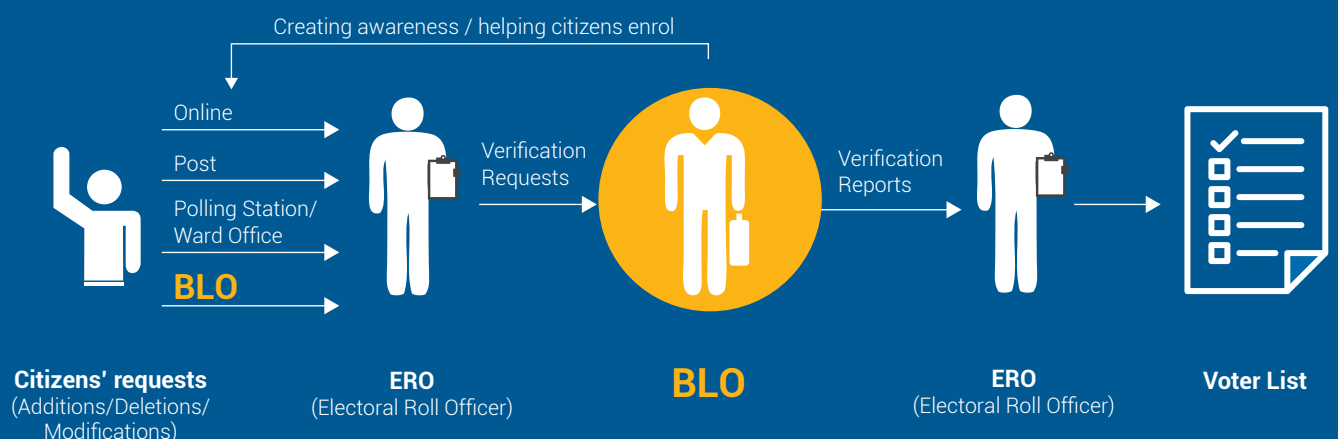 Creating awareness / helping citizens enrol
Online
Post
Polling Station/
Ward Office
BLO
Verification
Requests
Verification
Reports
Citizens' requests
(Additions/Deletions/
Modifications)
ERO
(Electoral Roll Officer)
BLO
ERO
(Electoral Roll Officer)
Voter List